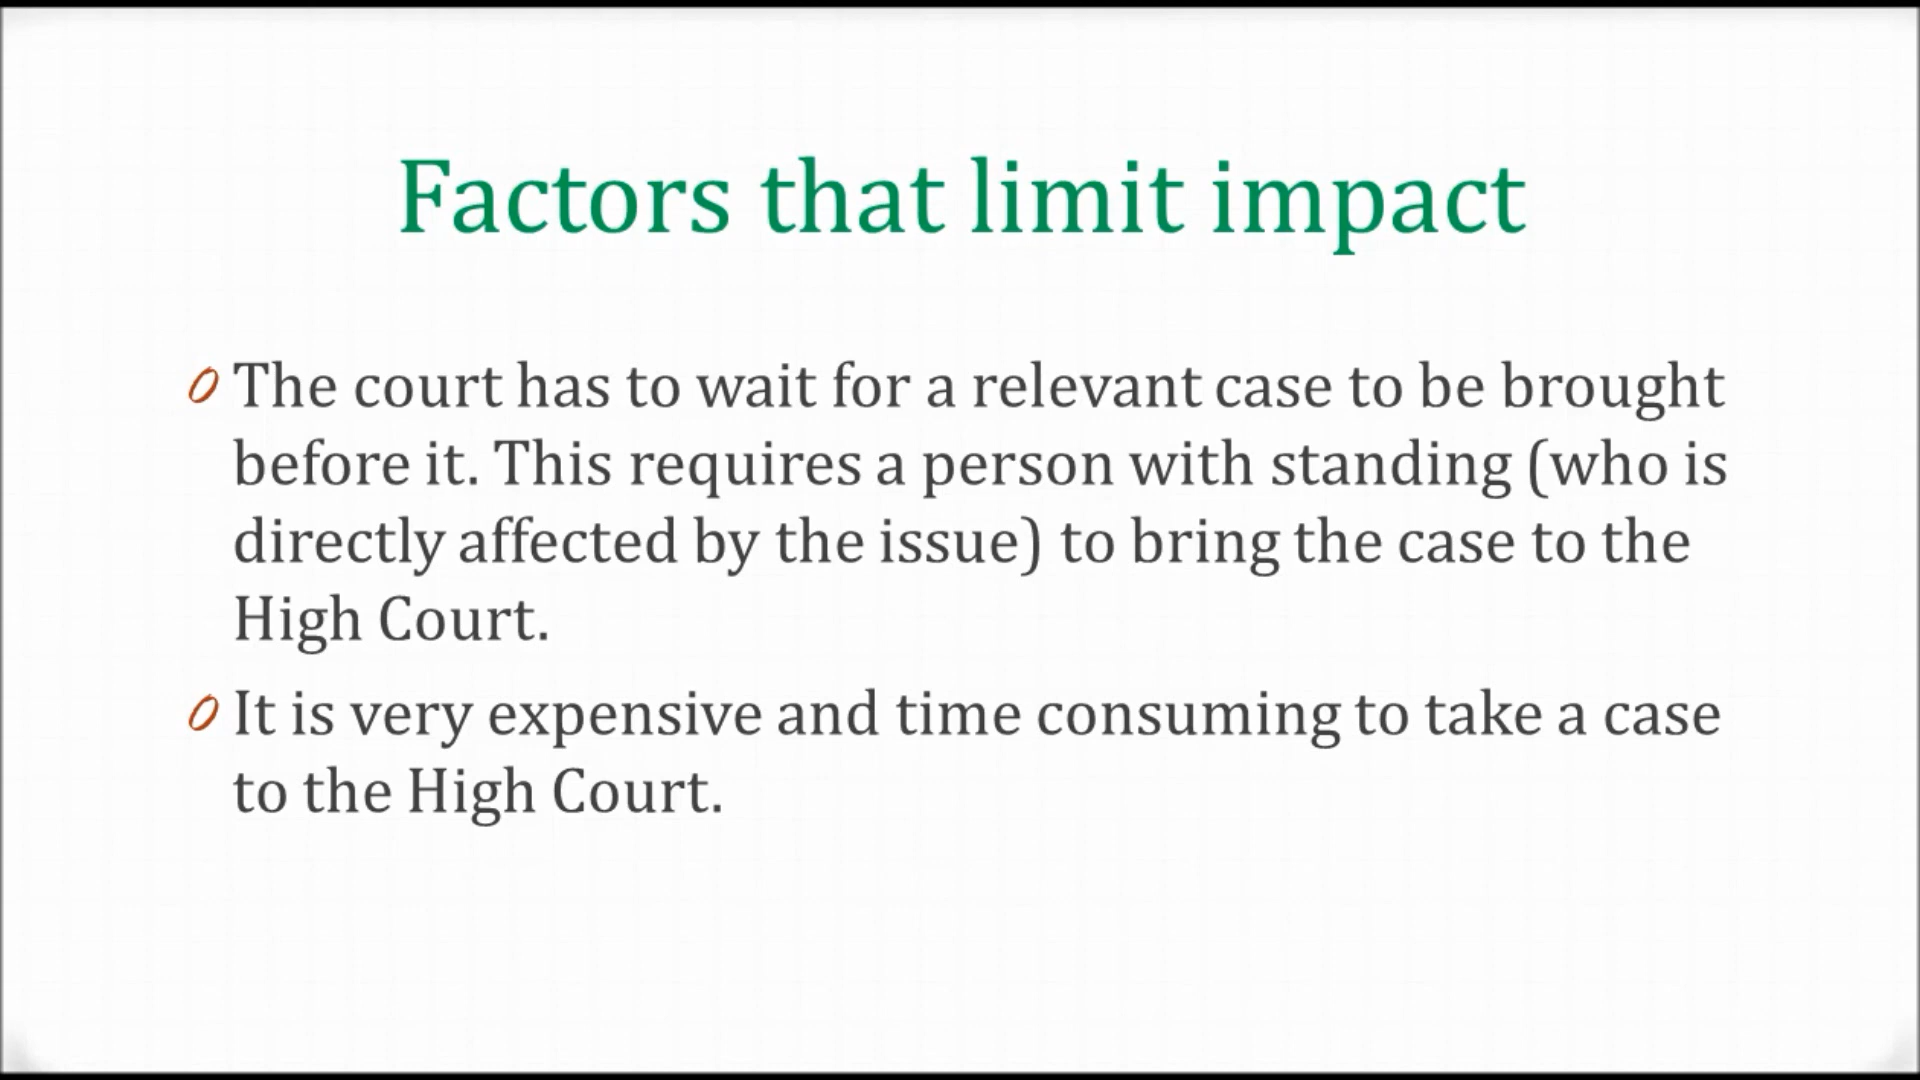 Factors that limit impact
The court has to wait for a relevant case to be brought
before it. This requires a person with standing (who is
directly affected by the issue) to bring the case to the
High Court.
It is very expensive and time consuming to take a case
to the High Court.